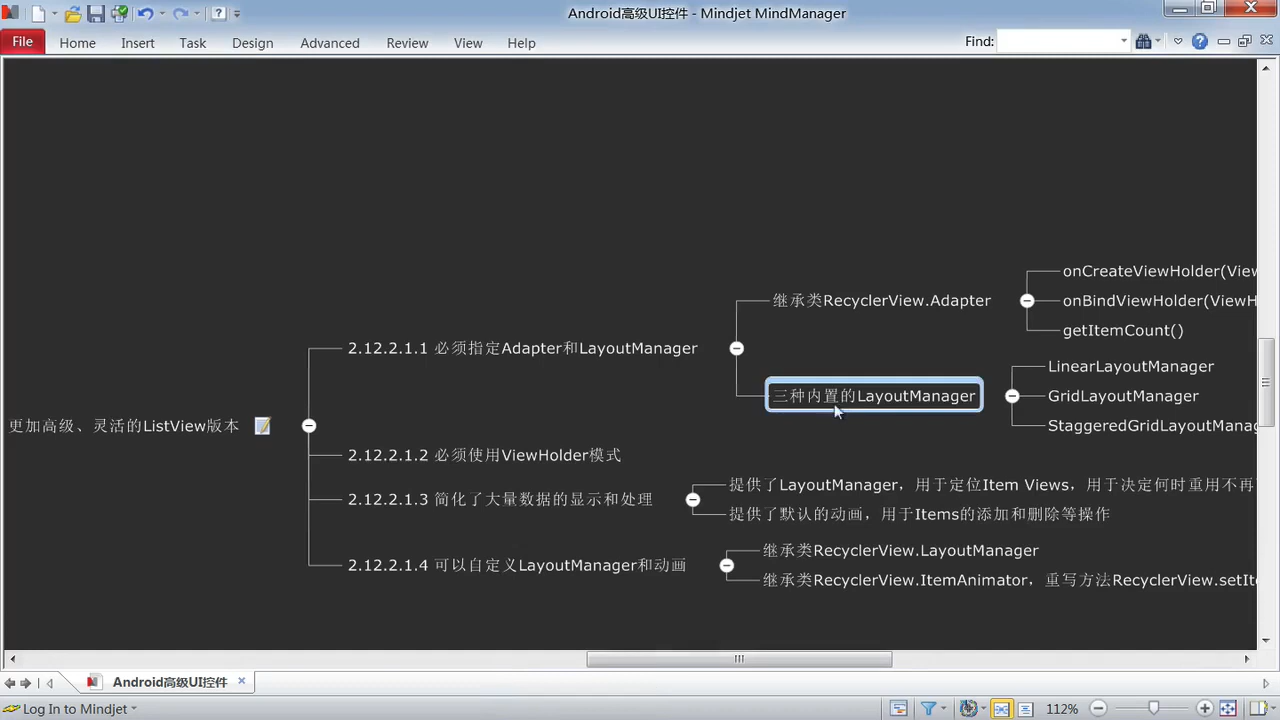 Android高级UI控件 - Mindjet MindManager
File Home Insert Task Design Advanced Review View Help Find:
onCreateViewHolder(View
继承类RecyclerView.Adapter
onBindViewHolder(ViewH
getItemCount()
2.12.2.1.1 必须指定Adapter和LayoutManager
LinearLayoutManager
三种内置的LayoutManager
GridLayoutManager
StaggeredGridLayoutManag
更加高级、灵活的ListView版本
2.12.2.1.2 必须使用ViewHolder模式
提供了LayoutManager，用于定位Item Views，用于决定何时重用不再
2.12.2.1.3 简化了大量数据的显示和处理
提供了默认的动画，用于Items的添加和删除等操作
继承类RecyclerView.LayoutManager
2.12.2.1.4 可以自定义LayoutManager和动画
继承类RecyclerView.ItemAnimator，重写方法RecyclerView.setIte
Android高级UI控件
Log In to Mindjet
112%